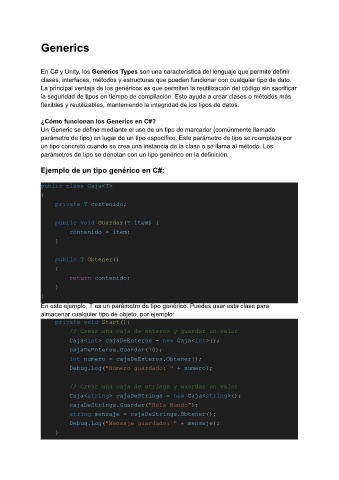 Generics
En C# y Unity, los Generics Types son una característica del lenguaje que permite definir
clases, interfaces, métodos y estructuras que pueden funcionar con cualquier tipo de dato.
La principal ventaja de los genéricos es que permiten la reutilización del código sin sacrificar
la seguridad de tipos en tiempo de compilación. Esto ayuda a crear clases o métodos más
flexibles y reutilizables, manteniendo la integridad de los tipos de datos.
¿Cómo funcionan los Generics en C#?
Un Generic se define mediante el uso de un tipo de marcador (comúnmente llamado
parámetro de tipo) en lugar de un tipo específico. Este parámetro de tipo se reemplaza por
un tipo concreto cuando se crea una instancia de la clase o se llama al método. Los
parámetros de tipo se denotan con un tipo genérico en la definición.
Ejemplo de un tipo genérico en C#:
public class Caja<T>
{
private T contenido;
public void Guardar(T item) {
contenido = item;
}
public T Obtener()
{
return contenido;
}
}
En este ejemplo, T es un parámetro de tipo genérico. Puedes usar esta clase para
almacenar cualquier tipo de objeto, por ejemplo:
private void Start(){
// Crear una caja de enteros y guardar un valor
Caja<int> cajaDeEnteros = new Caja<int>();
cajaDeEnteros.Guardar(10);
int numero = cajaDeEnteros.Obtener();
Debug.Log("Número guardado: " + numero);
// Crear una caja de strings y guardar un valor
Caja<string> cajaDeStrings = new Caja<string>();
cajaDeStrings.Guardar("Hola Mundo");
string mensaje = cajaDeStrings.Obtener();
Debug.Log("Mensaje guardado: " + mensaje);
}